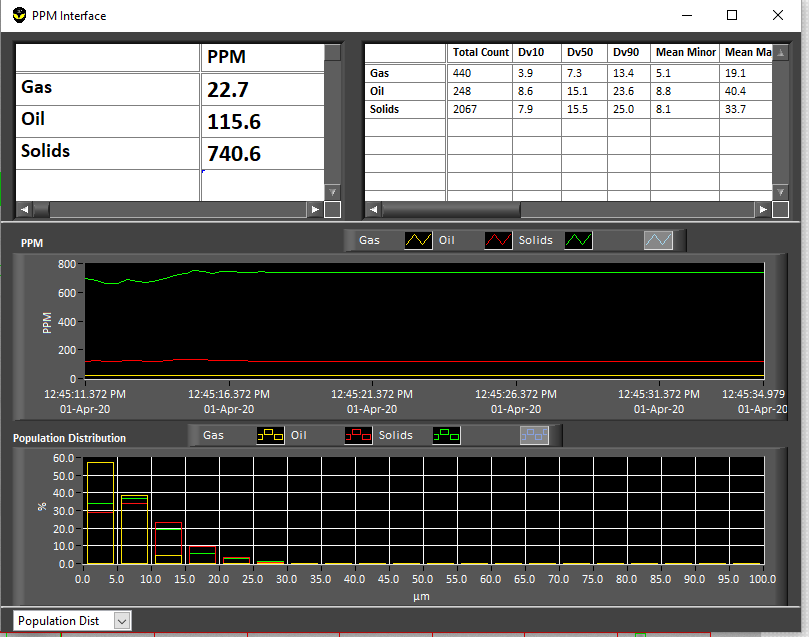 PPM Interface
PPM
Gas 22.7
Oil 115.6
Solids 740.6
Total Count Dv10 Dv50 Dv90 Mean Minor Mean Ma
Gas 440 3.9 7.3 13.4 5.1 19.1
Oil 248 8.6 15.1 23.6 8.8 40.4
Solids 2067 7.9 15.5 25.0 8.1 33.7
PPM
Gas Oil Solids
800
600
400
200
0
PPM
12:45:11.372 PM 12:45:16.372 PM 12:45:21.372 PM 12:45:26.372 PM 12:45:31.372 PM 12:45:34.979
01-Apr-20 01-Apr-20 01-Apr-20 01-Apr-20 01-Apr-20 01-Apr-20
Population Distribution
Gas Oil Solids
60.0
50.0
40.0
30.0
20.0
10.0
0.0
%
0.0 5.0 10.0 15.0 20.0 25.0 30.0 35.0 40.0 45.0 50.0 55.0 60.0 65.0 70.0 75.0 80.0 85.0 90.0 95.0 100.0
µm
Population Dist